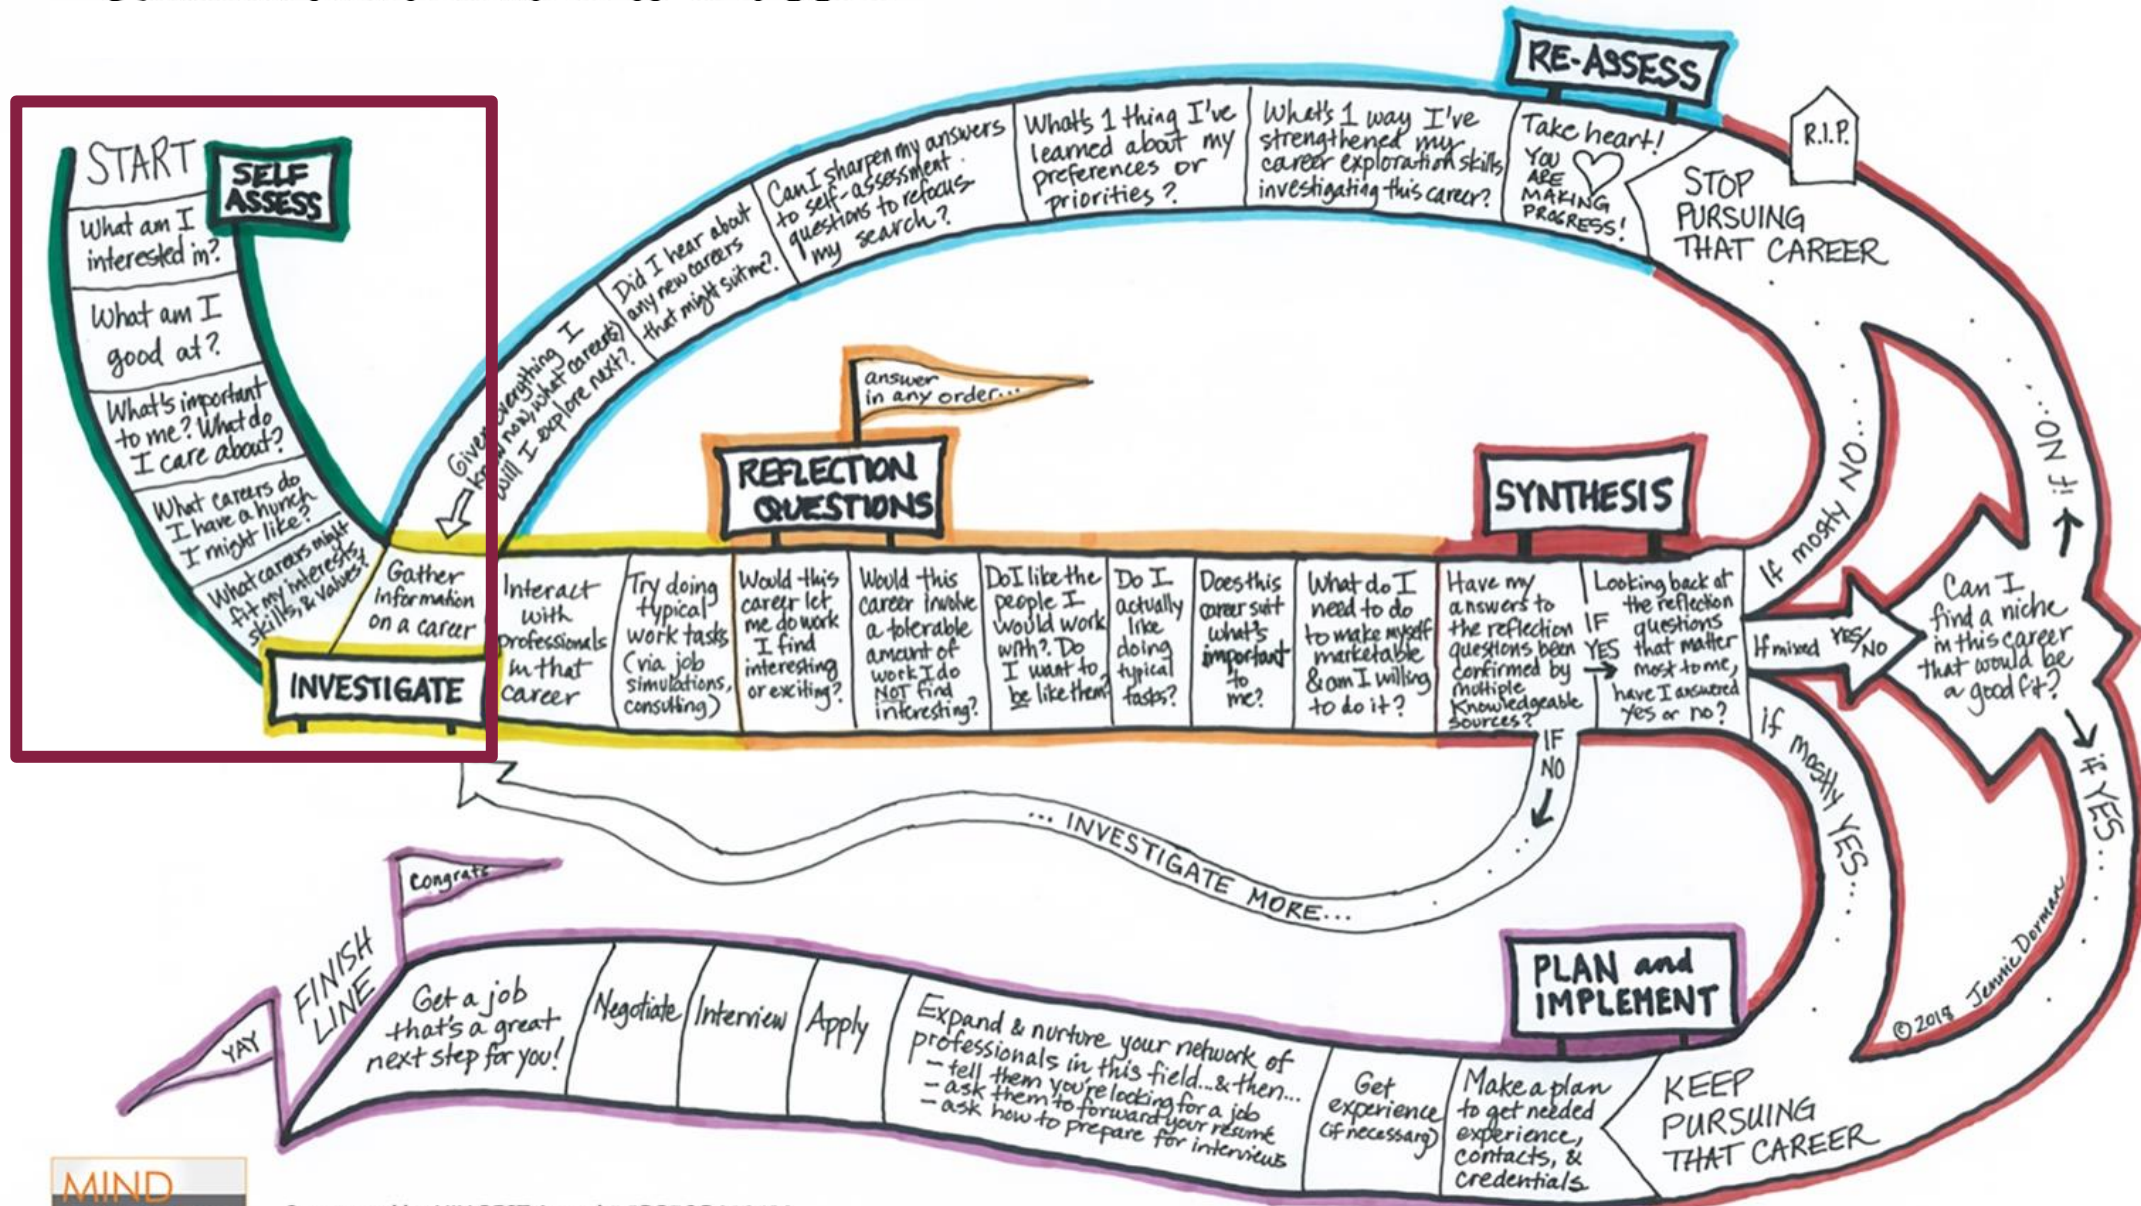 START
SELF
ASSESS
What am I
interested in?
What am I
good at?
What's important
to me? What do
I care about?
What careers do
I have a hunch
I might like?
What careers might
fit my interests,
skills, & values?
INVESTIGATE
Gather
information
on a career
Interact
with
professionals
in that
career
Try doing
typical
work tasks
(via job
simulations,
consulting)
REFLECTION
QUESTIONS
answer
in any order...
Would this
career let
me do work
I find
interesting
or exciting?
Would this
career involve
a tolerable
amount of
work I do
NOT find
interesting?
Do I like the
people I
would work
with? Do
I want to
be like them?
Do I
actually
like
doing
typical
tasks?
Does this
career suit
what's
important
to
me?
What do I
need to do
to make myself
marketable
& am I willing
to do it?
SYNTHESIS
Have my
answers to
the reflection
questions been
confirmed by
multiple
knowledgeable
sources?
IF
YES
IF
NO
... INVESTIGATE MORE...
Looking back at
the reflection
questions
that matter
most to me,
have I answered
yes or no?
If mostly NO...
If mixed YES/NO
if mostly YES...
Can I
find a niche
in this career
that would be
a good fit?
if NO...
if YES...
STOP
PURSUING
THAT CAREER
R.I.P.
RE-ASSESS
Take heart!
YOU
ARE
MAKING
PROGRESS!
What's 1 way I've
strengthened my
career exploration skills
investigating this career?
What's 1 thing I've
learned about my
preferences or
priorities?
Can I sharpen my answers
to self-assessment
questions to refocus
my search?
Did I hear about
any new careers
that might suit me?
Given everything I
know now, what career(s)
will I explore next?
KEEP
PURSUING
THAT CAREER
PLAN and
IMPLEMENT
Make a plan
to get needed
experience,
contacts, &
credentials
Get
experience
(if necessary)
Expand & nurture your network of
professionals in this field...& then...
- tell them you're looking for a job
- ask them to forward your resume
- ask how to prepare for interviews
Apply
Interview
Negotiate
Get a job
that's a great
next step for you!
FINISH
LINE
Congrats
YAY
© 2018 Jennie Dorman
MIND